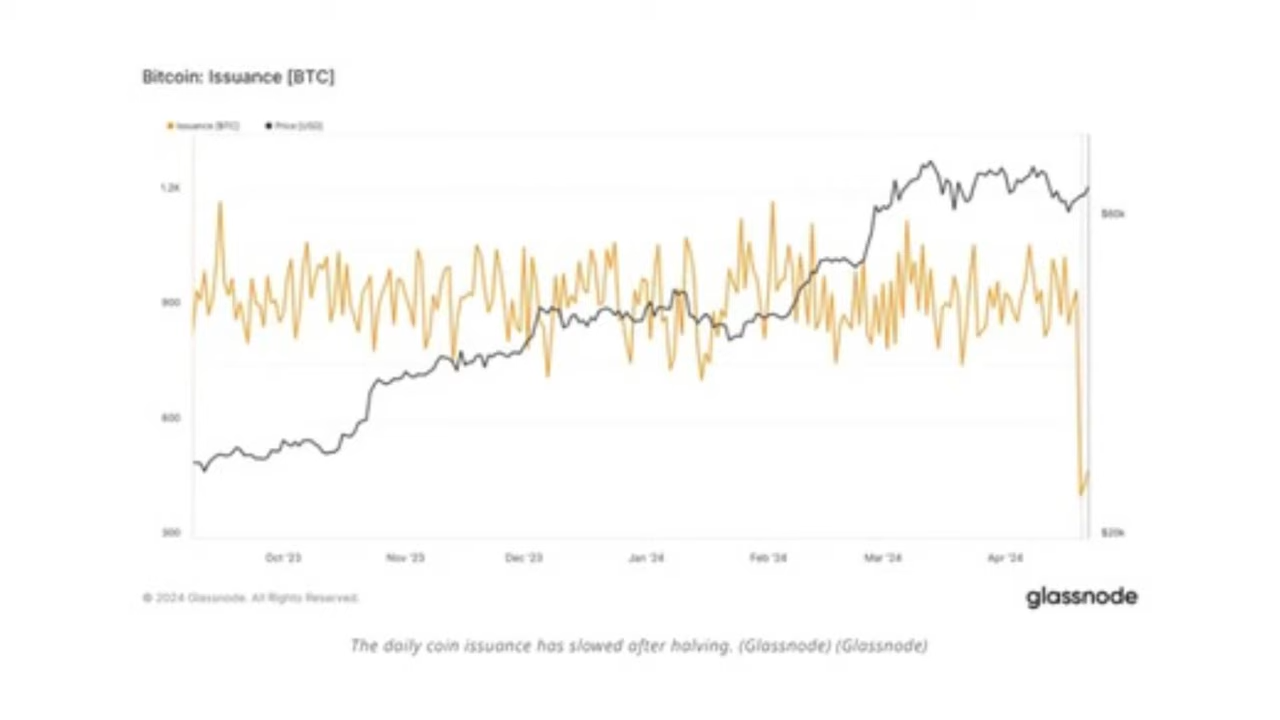 Bitcoin: Issuance [BTC]
Issuance [BTC] Price [USD]
1.2K
900
600
300
$60k
$20k
Oct '23 Nov '23 Dec '23 Jan '24 Feb '24 Mar '24 Apr '24
© 2024 Glassnode. All Rights Reserved.
glassnode
The daily coin issuance has slowed after halving. (Glassnode) (Glassnode)